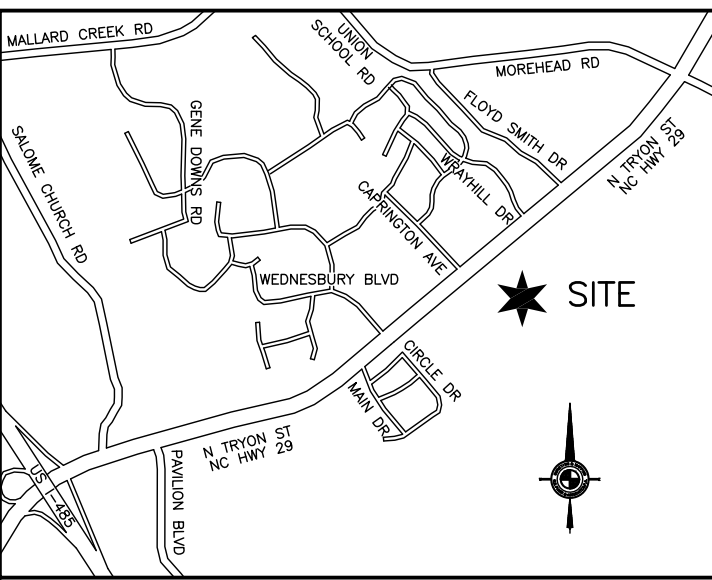 MALLARD CREEK RD
UNION
SCHOOL RD
MOREHEAD RD
FLOYD SMITH DR
N TRYON ST
NC HWY 29
GENE DOWNS RD
SALOME CHURCH RD
WRAYHILL DR
CAPRINGTON AVE
WEDNESBURY BLVD
SITE
CIRCLE DR
MAIN DR
N TRYON ST
NC HWY 29
PAVILION BLVD
US I-485